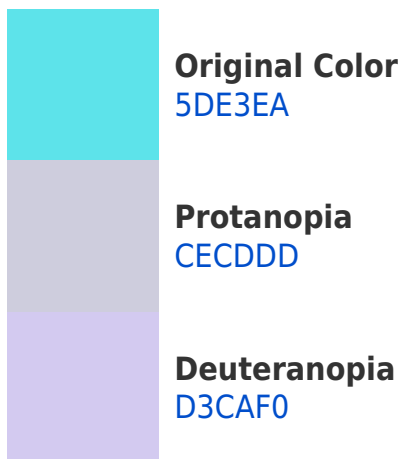 Original Color
5DE3EA
Protanopia
CECDDD
Deuteranopia
D3CAF0